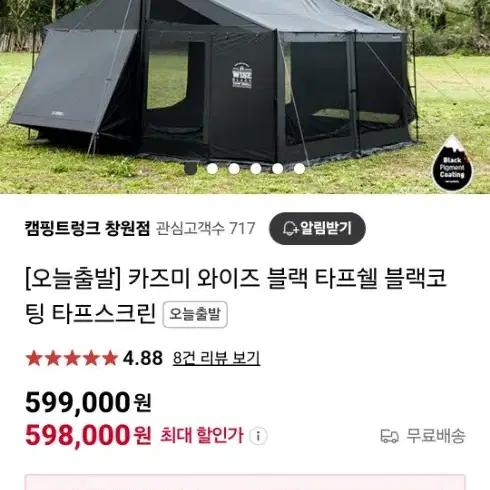 WISE
Black
Pigment
Coating
캠핑트렁크 창원점 관심고객수 717 알림받기
[오늘출발] 카즈미 와이즈 블랙 타프쉘 블랙코
팅 타프스크린 오늘출발
★★★★★ 4.88 8건 리뷰 보기
599,000원
598,000원 최대 할인가 무료배송